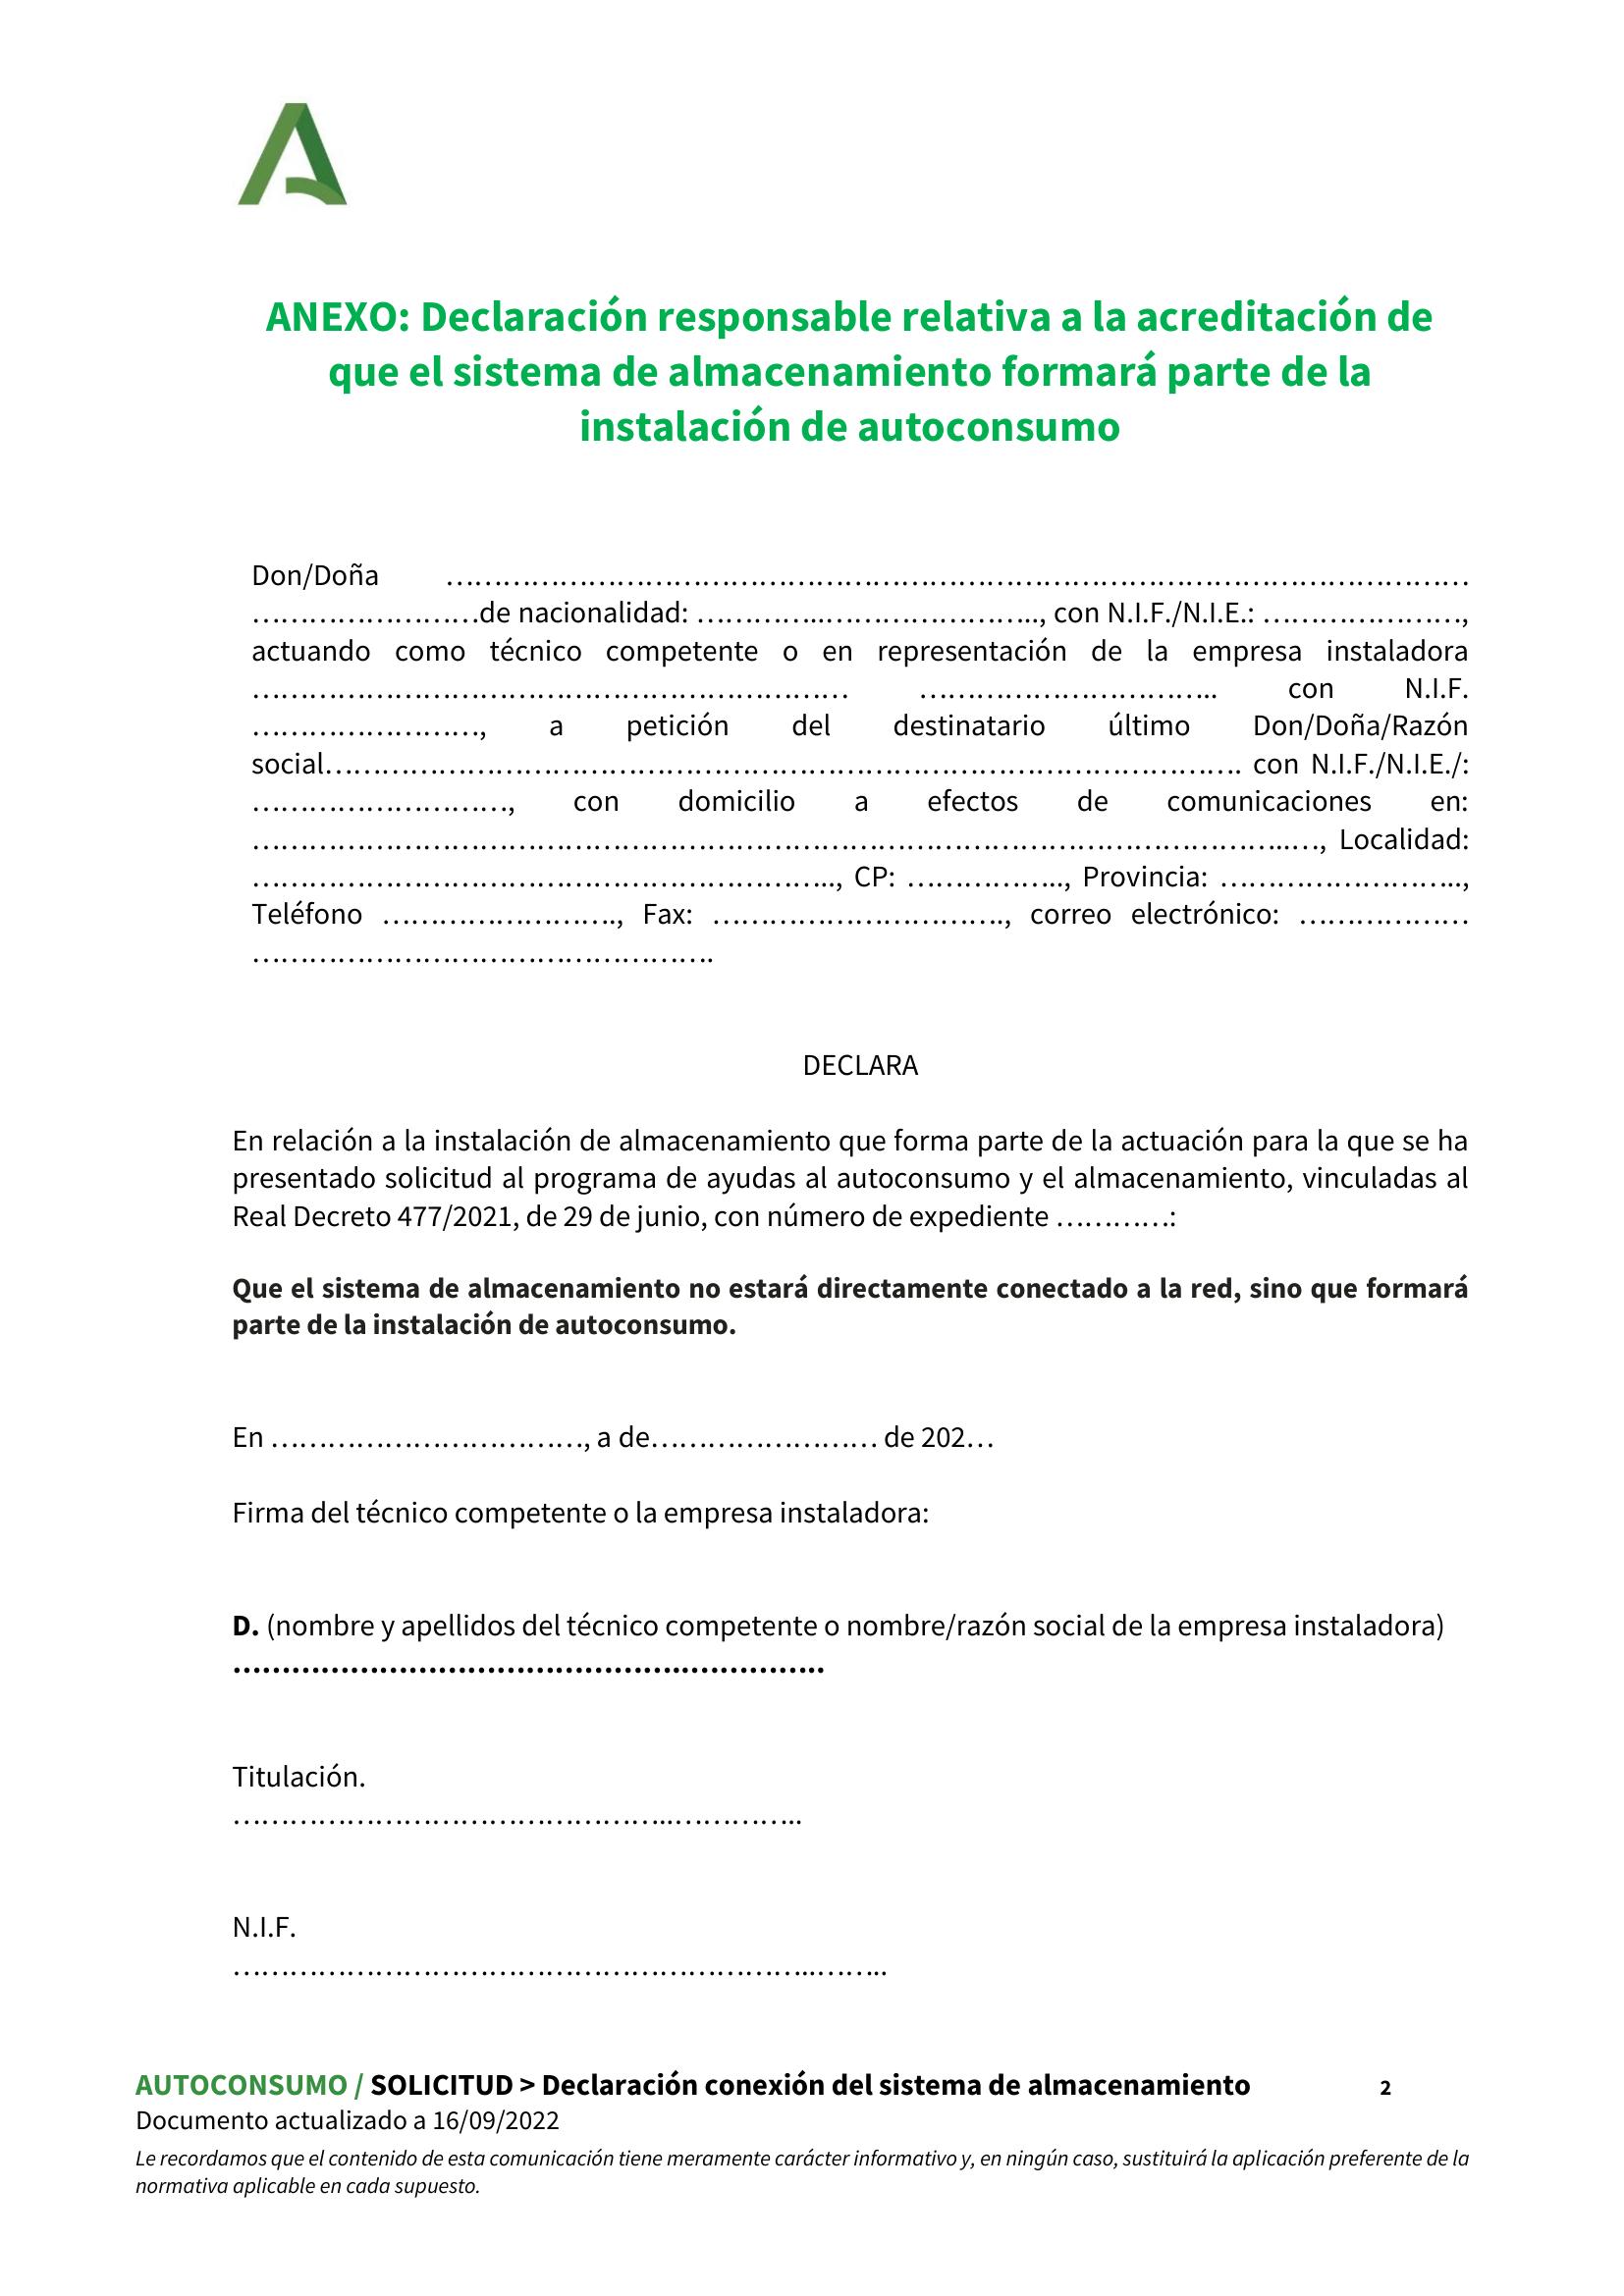 ANEXO: Declaración responsable relativa a la acreditación de
que el sistema de almacenamiento formará parte de la
instalación de autoconsumo
Don/Doña ……………………………………………………………………………………………
……………………de nacionalidad: …………..………………….., con N.I.F./N.I.E.: …………………,
actuando como técnico competente o en representación de la empresa instaladora
……………………………………………………… ………………………….. con N.I.F.
……………………, a petición del destinatario último Don/Doña/Razón
social……………………………………………………………………………………. con N.I.F./N.I.E./:
………………………, con domicilio a efectos de comunicaciones en:
…………………………………………………………….………………………………..…, Localidad:
…………………………………………………….., CP: …………….., Provincia: ……………………..,
Teléfono ……………………., Fax: …………………………., correo electrónico: ………………
………………………………………….
DECLARA
En relación a la instalación de almacenamiento que forma parte de la actuación para la que se ha
presentado solicitud al programa de ayudas al autoconsumo y el almacenamiento, vinculadas al
Real Decreto 477/2021, de 29 de junio, con número de expediente …………:
Que el sistema de almacenamiento no estará directamente conectado a la red, sino que formará
parte de la instalación de autoconsumo.
En ……………………………, a de…………………… de 202…
Firma del técnico competente o la empresa instaladora:
D. (nombre y apellidos del técnico competente o nombre/razón social de la empresa instaladora)
……………………………………….…………..
Titulación.
………………………………………..…………..
N.I.F.
……………………………………………………..……..
AUTOCONSUMO / SOLICITUD > Declaración conexión del sistema de almacenamiento 2
Documento actualizado a 16/09/2022
Le recordamos que el contenido de esta comunicación tiene meramente carácter informativo y, en ningún caso, sustituirá la aplicación preferente de la
normativa aplicable en cada supuesto.